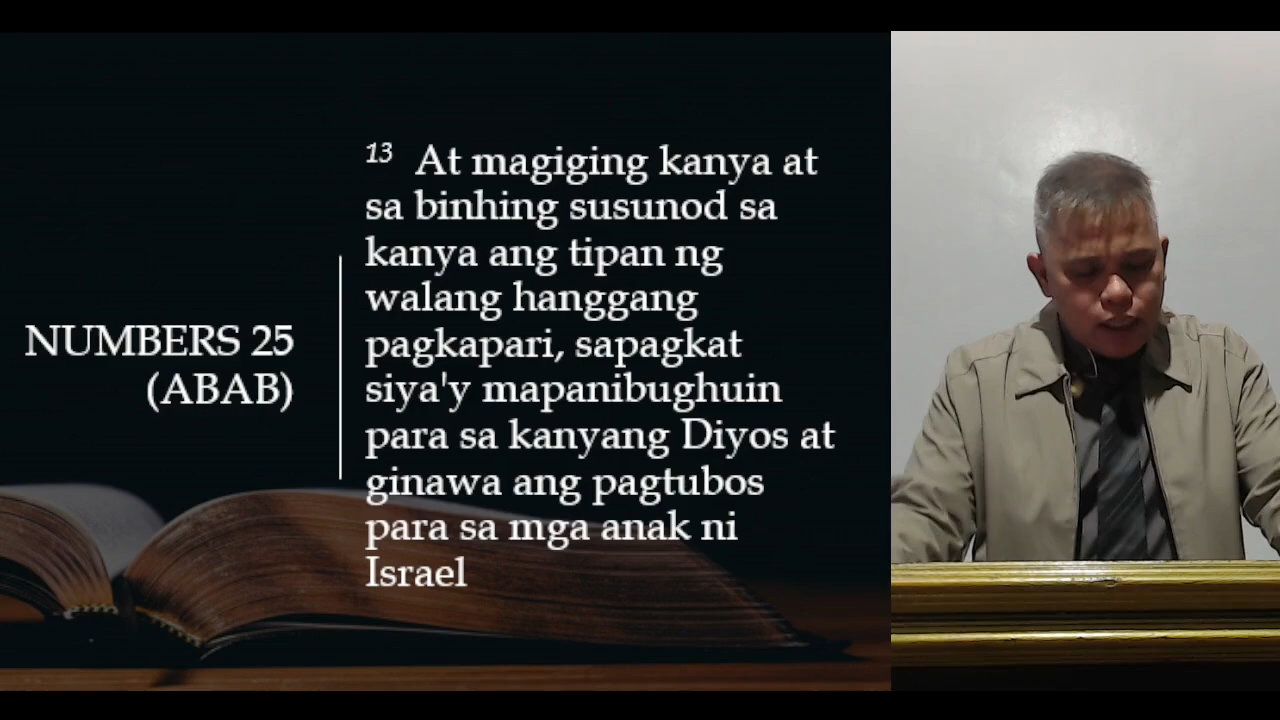 NUMBERS 25
(ABAB)
13 At magiging kanya at
sa binhing susunod sa
kanya ang tipan ng
walang hanggang
pagkapari, sapagkat
siya'y mapanibughuin
para sa kanyang Diyos at
ginawa ang pagtubos
para sa mga anak ni
Israel